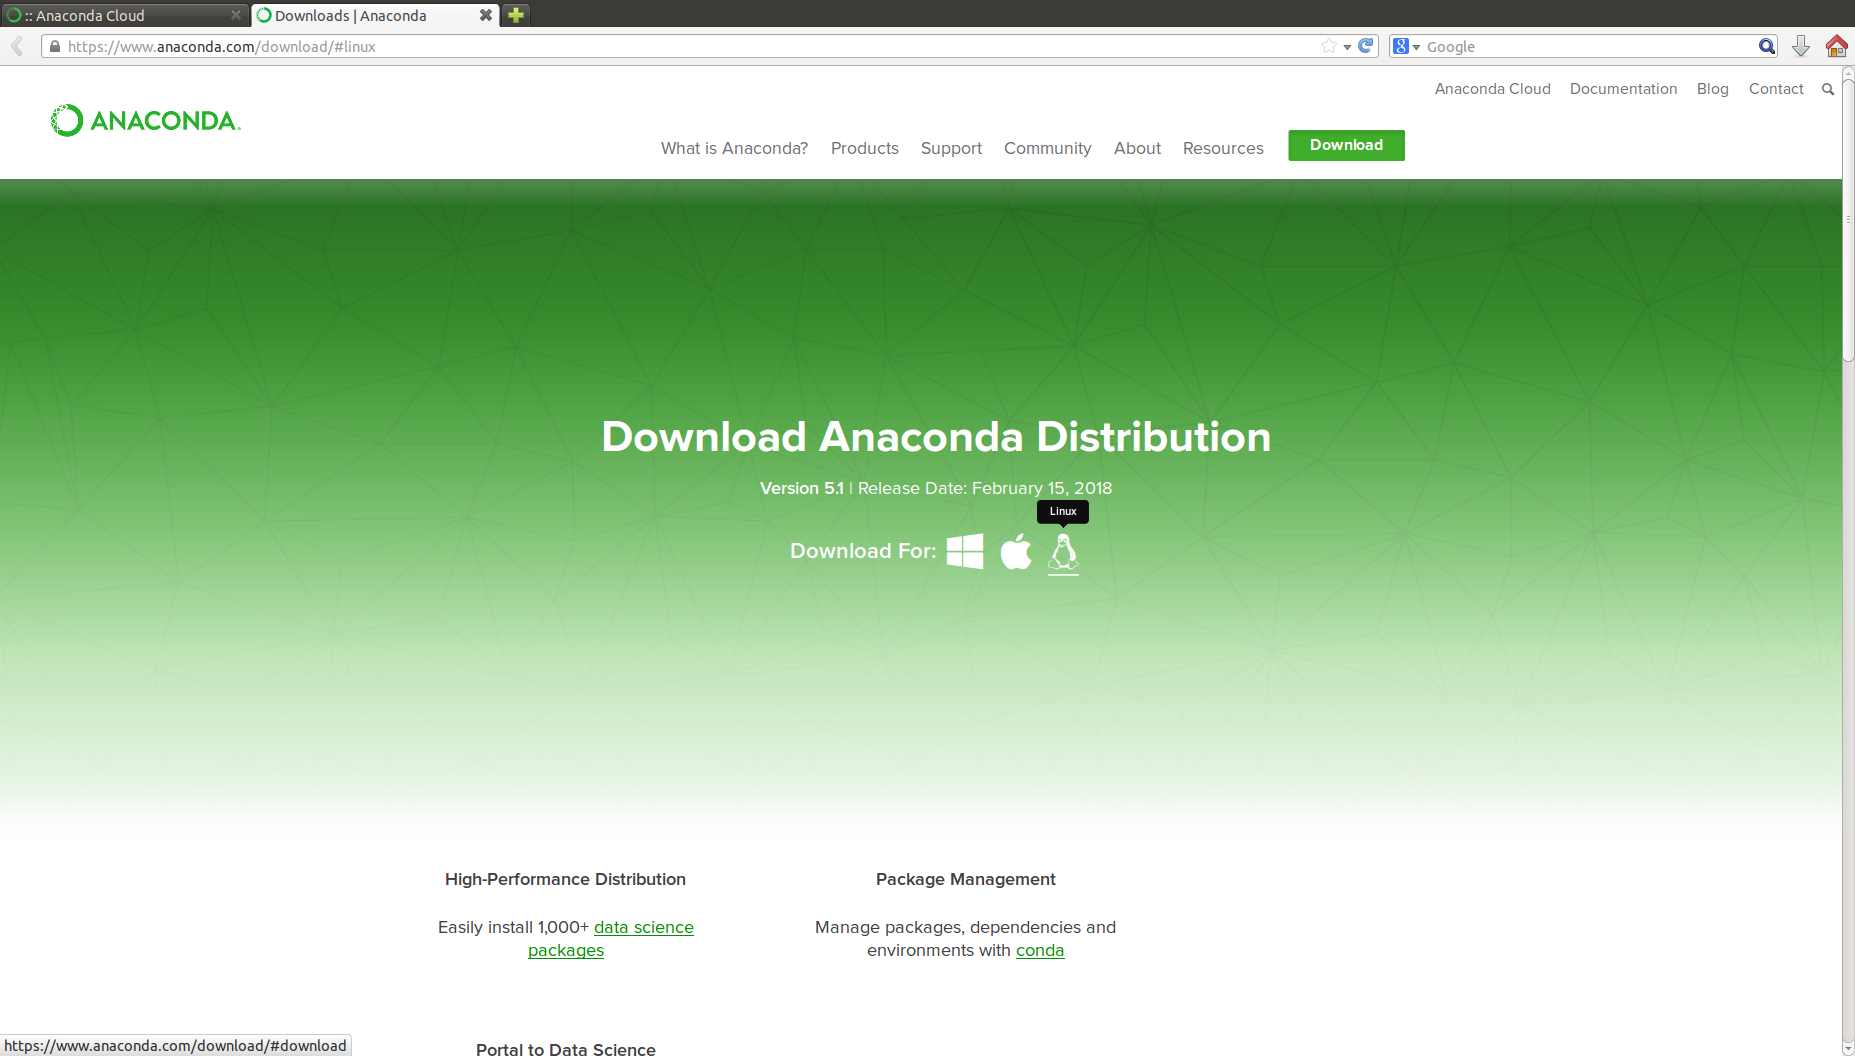 :: Anaconda Cloud
Downloads | Anaconda
https://www.anaconda.com/download/#linux
8
Google
Anaconda Cloud Documentation Blog Contact
ANACONDA
What is Anaconda? Products Support Community About Resources Download
Download Anaconda Distribution
Version 5.1 | Release Date: February 15, 2018
Linux
Download For:
High-Performance Distribution
Easily install 1,000+ data science
packages
Package Management
Manage packages, dependencies and
environments with conda
Portal to Data Science
https://www.anaconda.com/download/#download